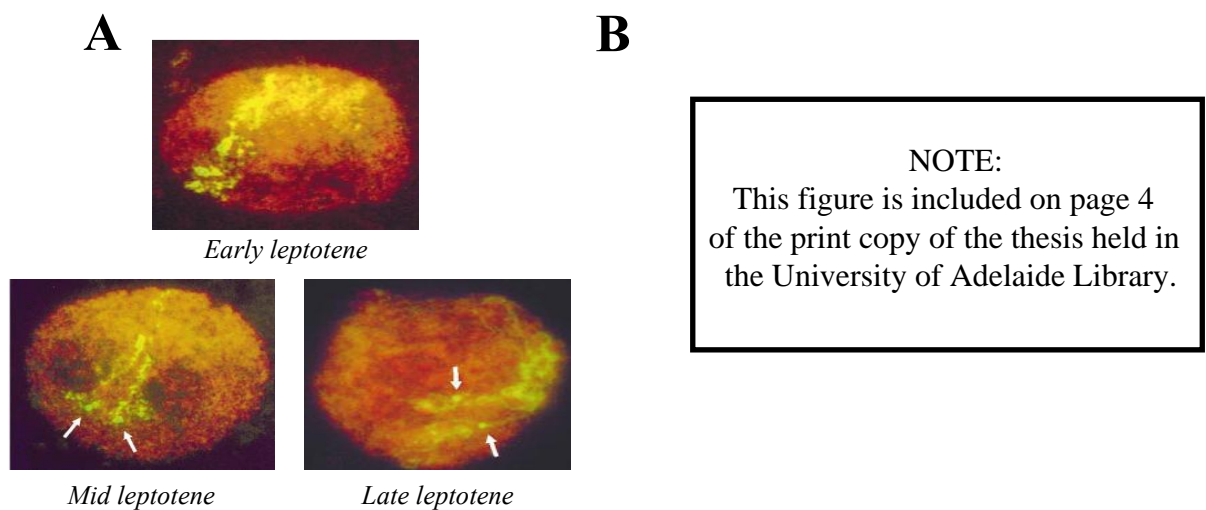 A
B
Early leptotene
Mid leptotene
Late leptotene
NOTE:
This figure is included on page 4
of the print copy of the thesis held in
the University of Adelaide Library.